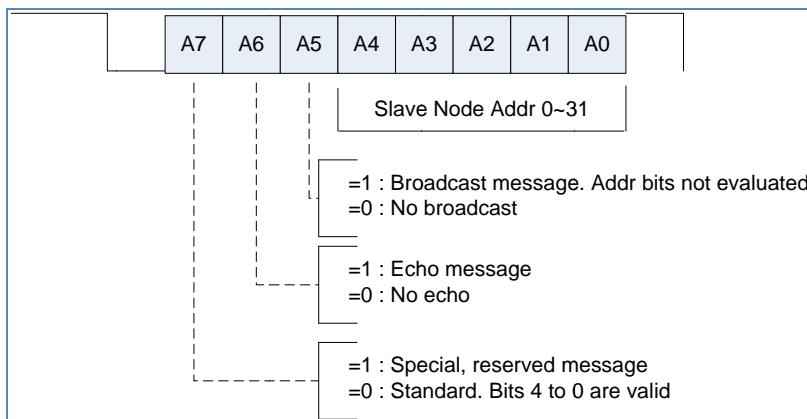 A7 A6 A5 A4 A3 A2 A1 A0
Slave Node Addr 0~31
=1 : Broadcast message. Addr bits not evaluated
=0 : No broadcast
=1 : Echo message
=0 : No echo
=1 : Special, reserved message
=0 : Standard. Bits 4 to 0 are valid